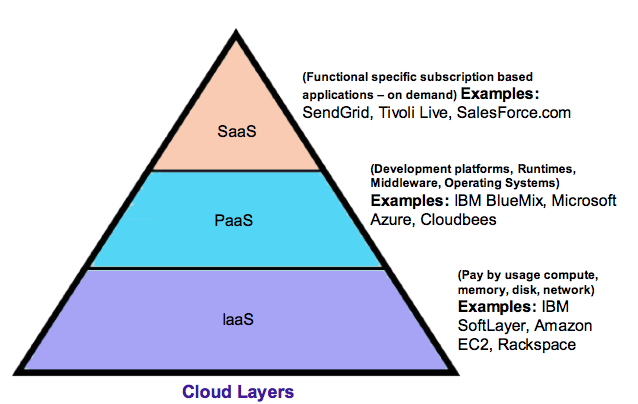 (Functional specific subscription based
applications – on demand) Examples:
SendGrid, Tivoli Live, SalesForce.com
SaaS
(Development platforms, Runtimes,
Middleware, Operating Systems)
Examples: IBM BlueMix, Microsoft
Azure, Cloudbees
PaaS
(Pay by usage compute,
memory, disk, network)
Examples: IBM
SoftLayer, Amazon
EC2, Rackspace
IaaS
Cloud Layers